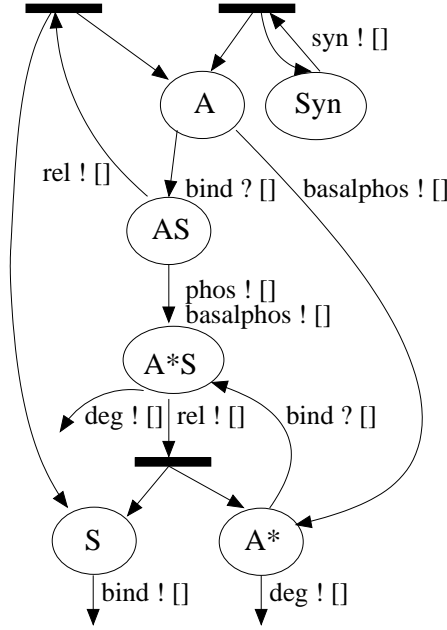 syn ! []
A
Syn
rel ! []
bind ? []
basalphos ! []
AS
phos ! []
basalphos ! []
A*S
deg ! []
rel ! []
bind ? []
S
A*
bind ! []
deg ! []